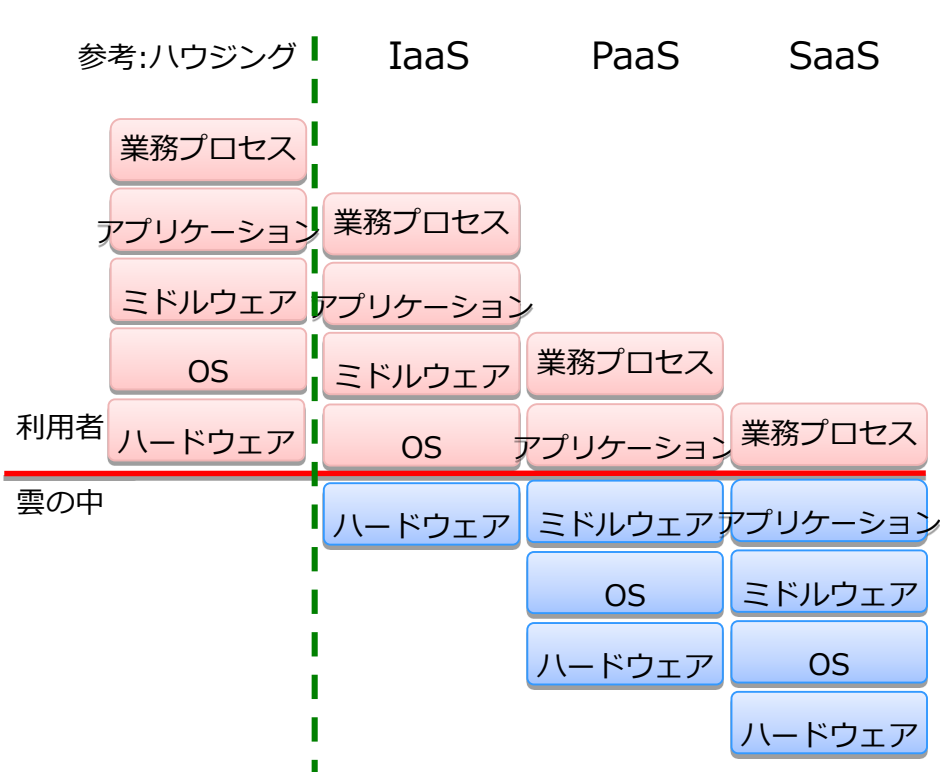 参考:ハウジング
IaaS
PaaS
SaaS
業務プロセス
アプリケーション
業務プロセス
ミドルウェア
アプリケーション
OS
ミドルウェア
業務プロセス
利用者
ハードウェア
OS
アプリケーション
業務プロセス
雲の中
ハードウェア
ミドルウェア
アプリケーション
OS
ミドルウェア
ハードウェア
OS
ハードウェア